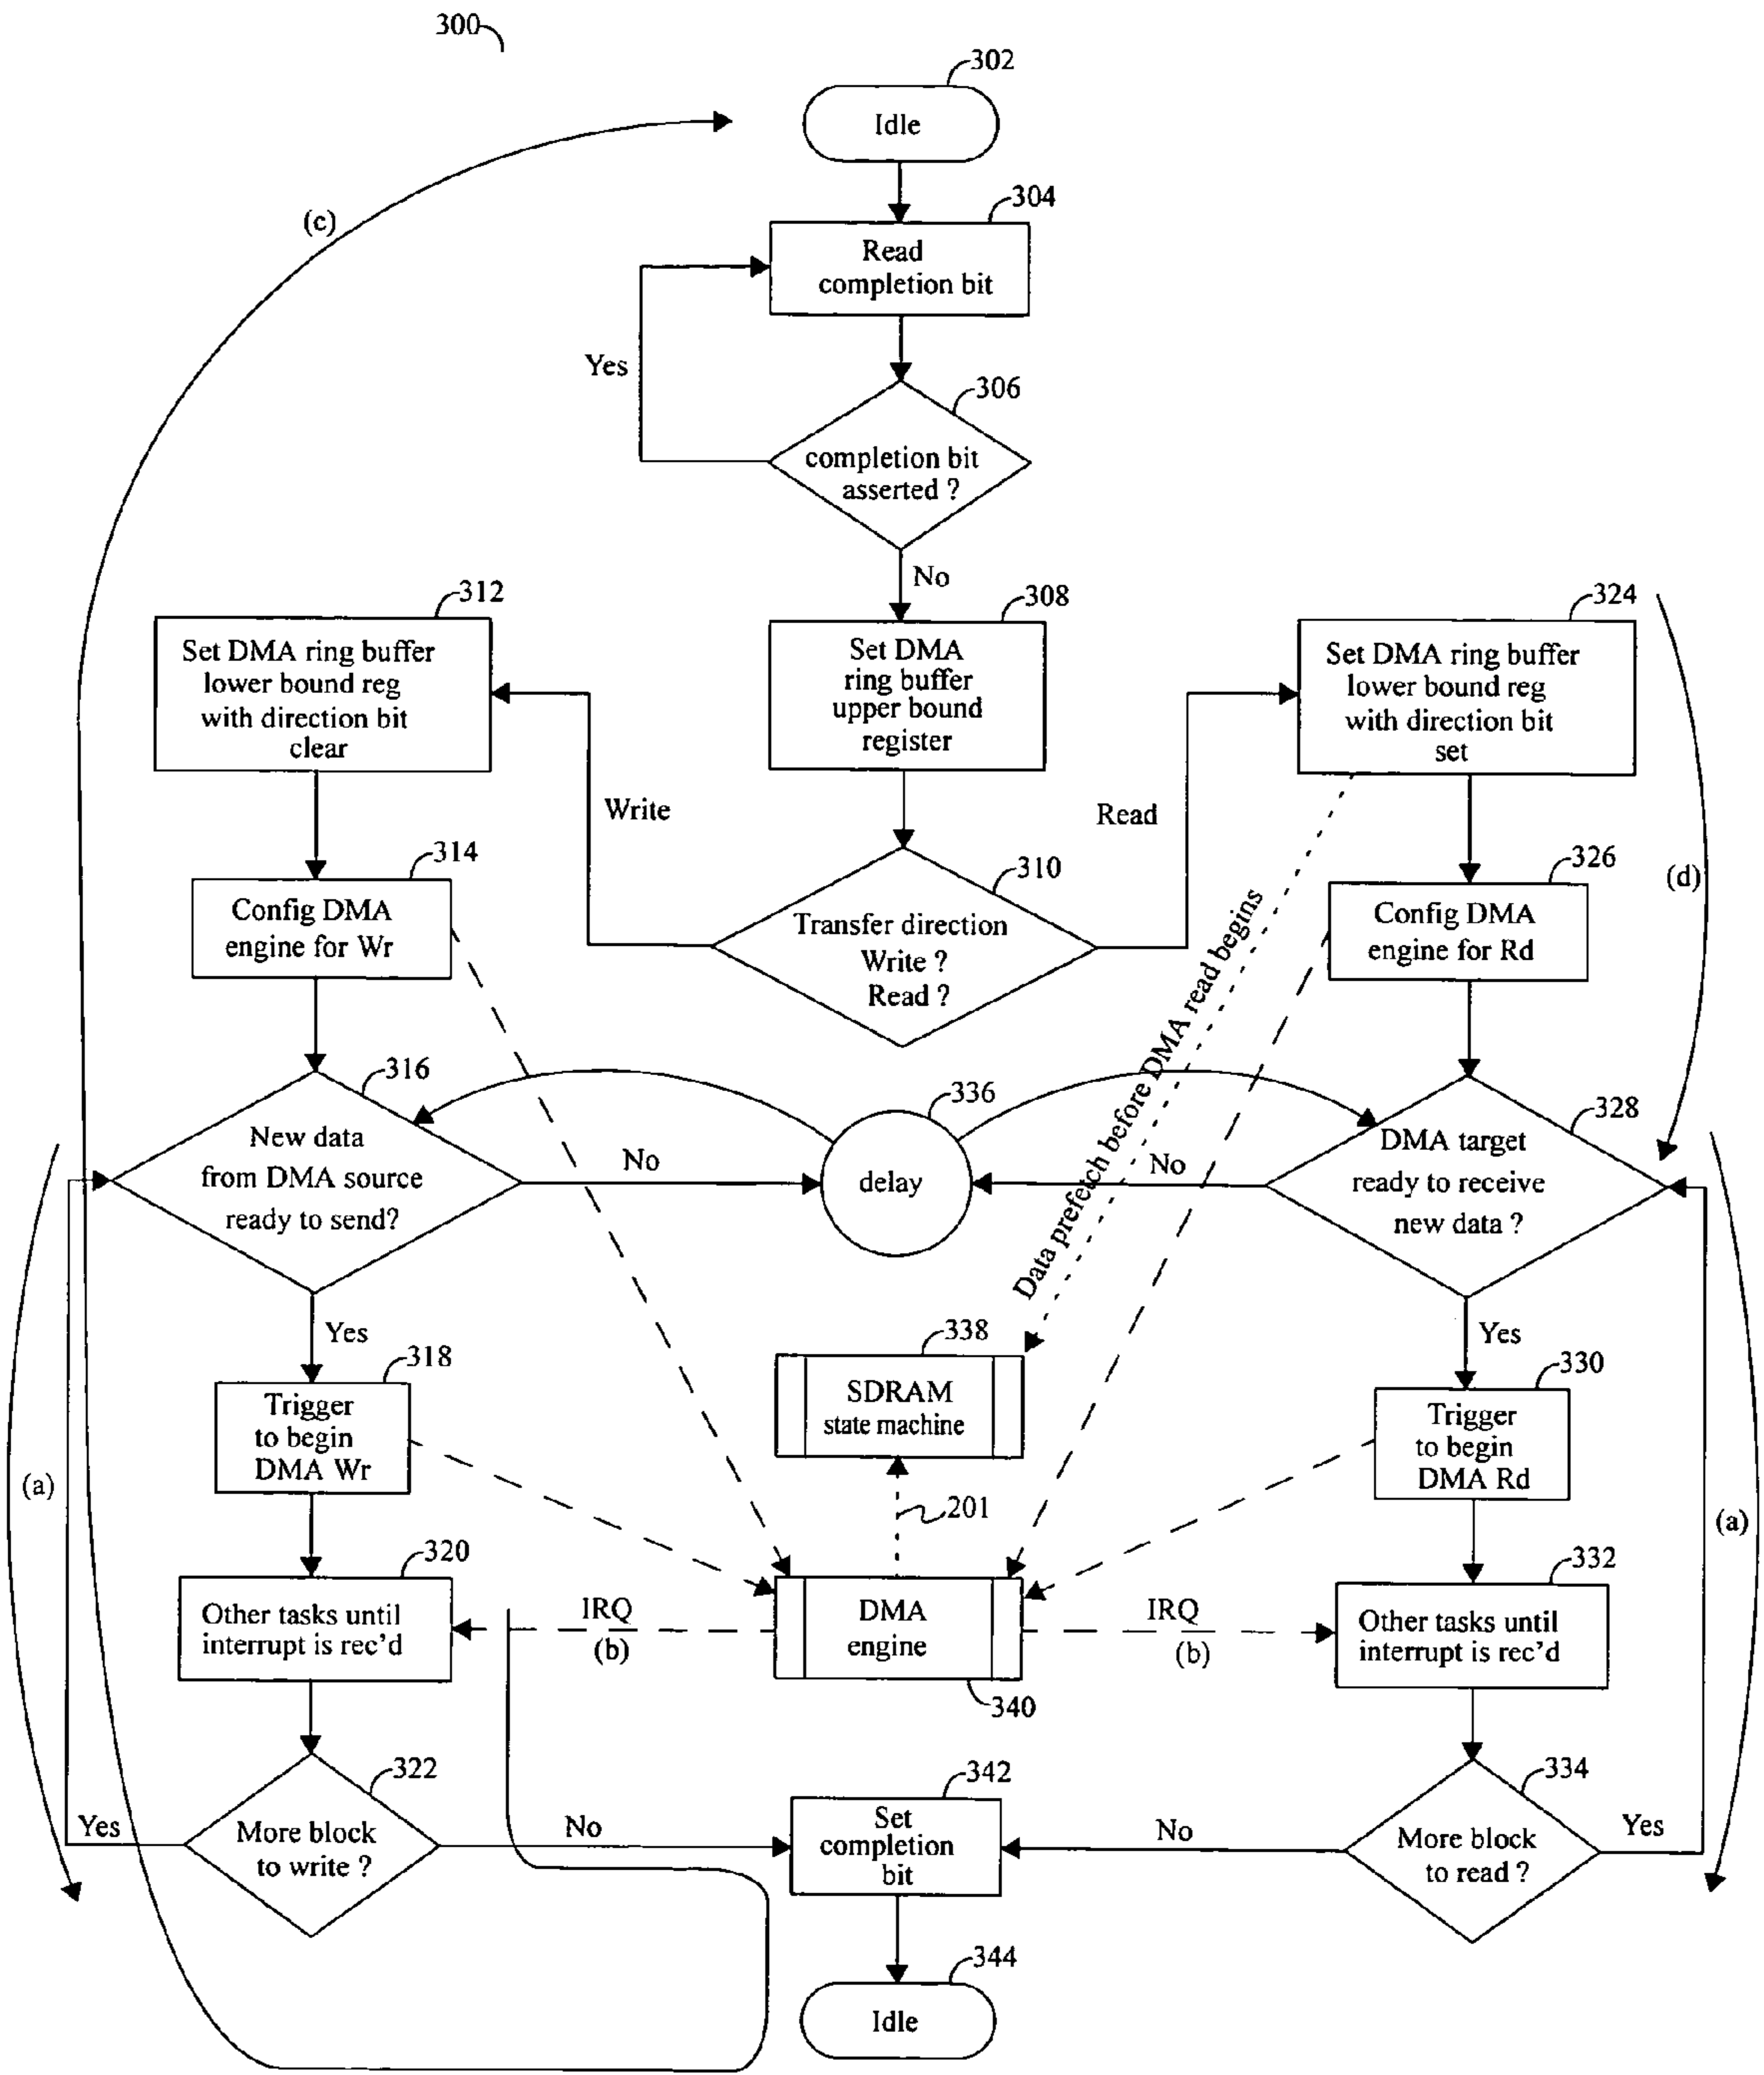 300
302
Idle
304
Read
completion bit
(c)
Yes
306
completion bit
asserted ?
No
312
Set DMA ring buffer
lower bound reg
with direction bit
clear
308
Set DMA
ring buffer
upper bound
register
324
Set DMA ring buffer
lower bound reg
with direction bit
set
Write
Read
314
Config DMA
engine for Wr
310
Transfer direction
Write ?
Read ?
326
Config DMA
engine for Rd
(d)
Data prefetch before DMA read begins
316
New data
from DMA source
ready to send?
No
336
delay
No
328
DMA target
ready to receive
new data ?
Yes
Yes
318
Trigger
to begin
DMA Wr
338
SDRAM
state machine
330
Trigger
to begin
DMA Rd
(a)
201
(a)
320
Other tasks until
interrupt is rec'd
IRQ
(b)
DMA
engine
340
IRQ
(b)
332
Other tasks until
interrupt is rec'd
322
More block
to write ?
Yes
No
342
Set
completion
bit
No
334
More block
to read ?
Yes
344
Idle